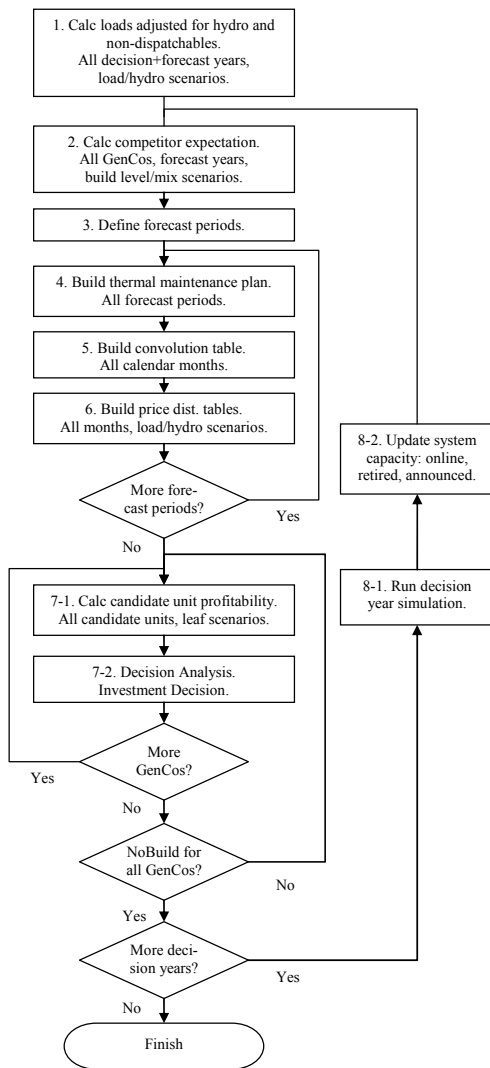 1. Calc loads adjusted for hydro and
non-dispatchables.
All decision+forecast years,
load/hydro scenarios.
2. Calc competitor expectation.
All GenCos, forecast years,
build level/mix scenarios.
3. Define forecast periods.
4. Build thermal maintenance plan.
All forecast periods.
5. Build convolution table.
All calendar months.
6. Build price dist. tables.
All months, load/hydro scenarios.
More fore-
cast periods?
Yes
No
8-2. Update system
capacity: online,
retired, announced.
8-1. Run decision
year simulation.
7-1. Calc candidate unit profitability.
All candidate units, leaf scenarios.
7-2. Decision Analysis.
Investment Decision.
More
GenCos?
Yes
No
NoBuild for
all GenCos?
No
Yes
More deci-
sion years?
Yes
No
Finish